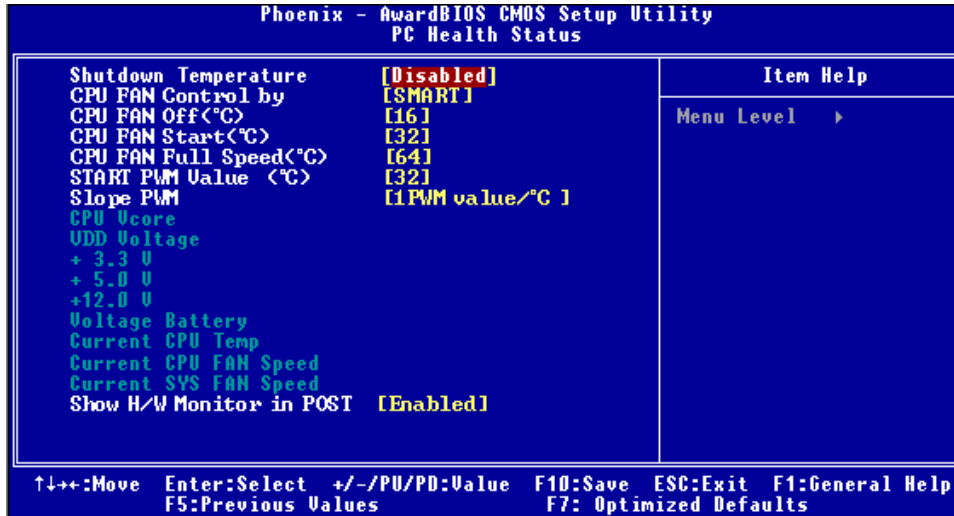 Phoenix - AwardBIOS CMOS Setup Utility
PC Health Status
Shutdown Temperature [Disabled]
CPU FAN Control by [SMART]
CPU FAN Off(°C) [16]
CPU FAN Start(°C) [32]
CPU FAN Full Speed(°C) [64]
START PWM Value (°C) [32]
Slope PWM [1PWM value/°C ]
CPU Vcore
VDD Voltage
+ 3.3 V
+ 5.0 V
+12.0 V
Voltage Battery
Current CPU Temp
Current CPU FAN Speed
Current SYS FAN Speed
Show H/W Monitor in POST [Enabled]
Item Help
Menu Level ▸
↑↓→←:Move Enter:Select +/-/PU/PD:Value F10:Save ESC:Exit F1:General Help
F5:Previous Values F7: Optimized Defaults